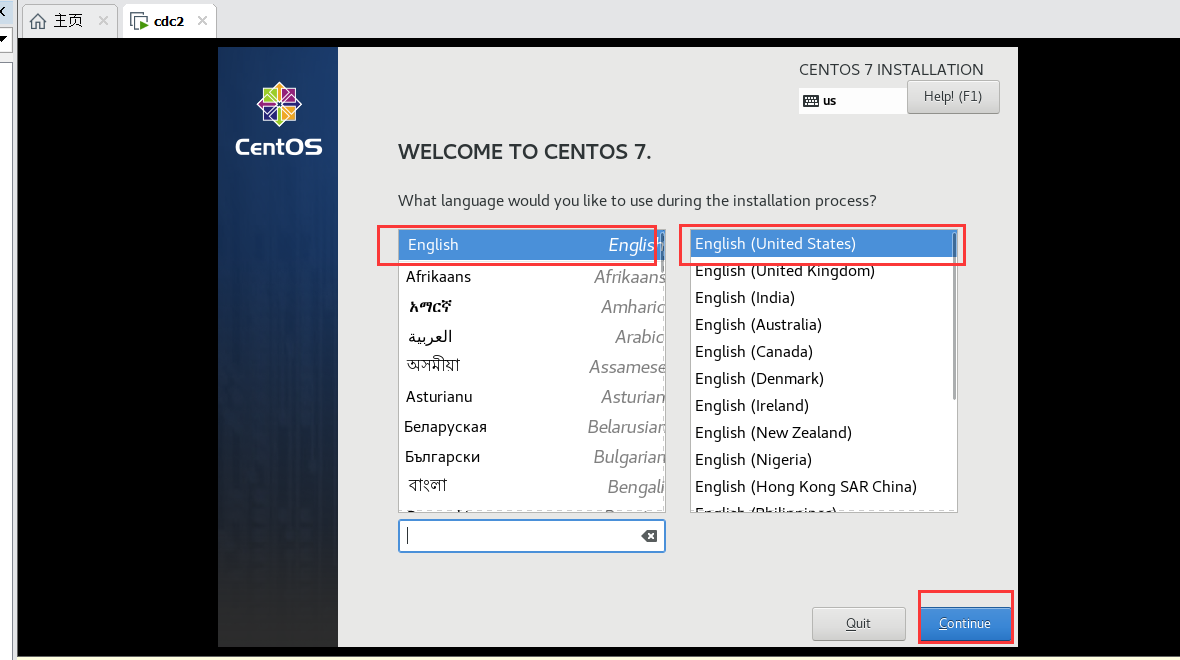 主页
cdc2
CentOS
CENTOS 7 INSTALLATION
us
Help! (F1)
WELCOME TO CENTOS 7.
What language would you like to use during the installation process?
English English
Afrikaans Afrikaans
አማርኛ Amharic
العربية Arabic
অসমীয়া Assamese
Asturianu Asturian
Беларуская Belarusian
Български Bulgarian
বাংলা Bengali
English (United States)
English (United Kingdom)
English (India)
English (Australia)
English (Canada)
English (Denmark)
English (Ireland)
English (New Zealand)
English (Nigeria)
English (Hong Kong SAR China)
English (Philippines)
Quit
Continue